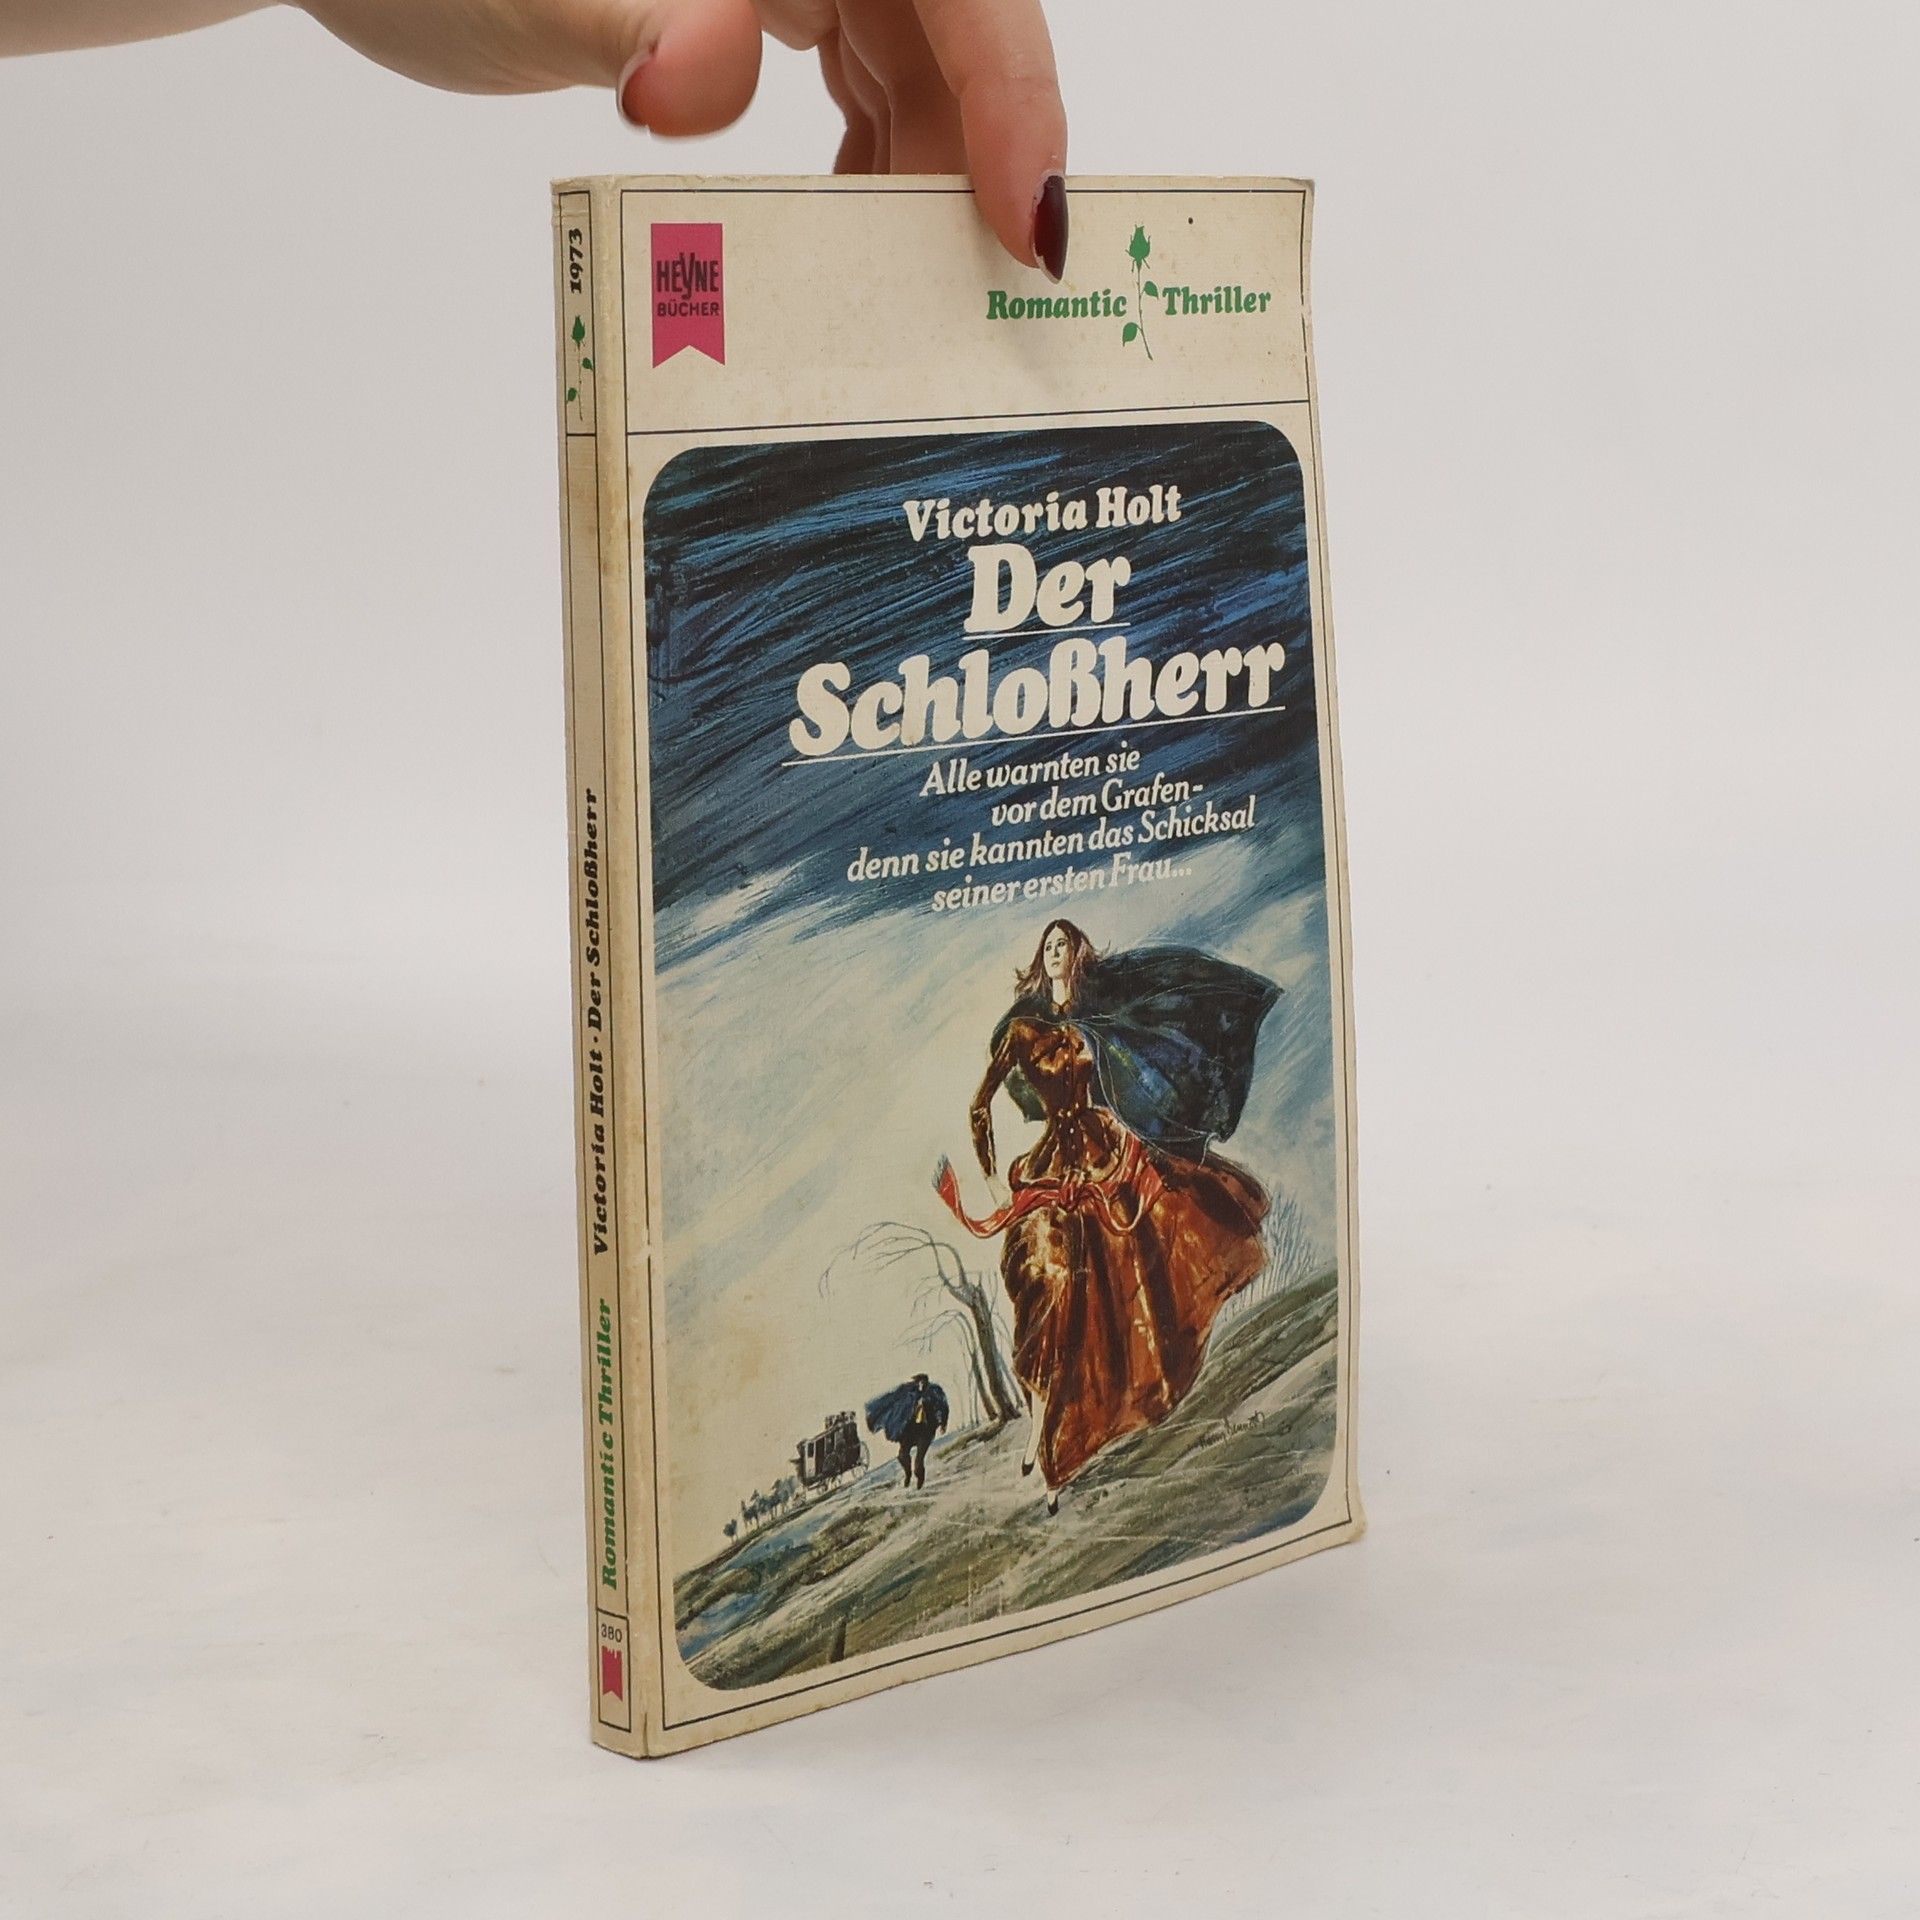 HEYNE
BÜCHER
Romantic Thriller
Victoria Holt
Der
Schloßherr
Alle warnten sie
vor dem Grafen-
denn sie kannten das Schicksal
seiner ersten Frau...
1973
Victoria Holt · Der Schloßherr
Romantic Thriller
380